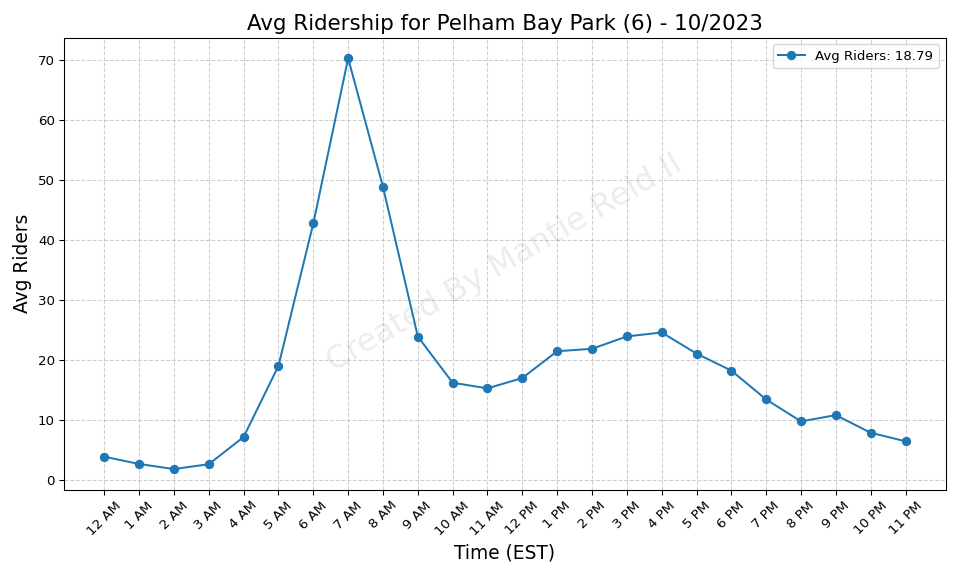 Avg Ridership for Pelham Bay Park (6) - 10/2023
Avg Riders: 18.79
Avg Riders
70
60
50
40
30
20
10
0
Created By Mantle Reid II
12 AM
1 AM
2 AM
3 AM
4 AM
5 AM
6 AM
7 AM
8 AM
9 AM
10 AM
11 AM
12 PM
1 PM
2 PM
3 PM
4 PM
5 PM
6 PM
7 PM
8 PM
9 PM
10 PM
11 PM
Time (EST)